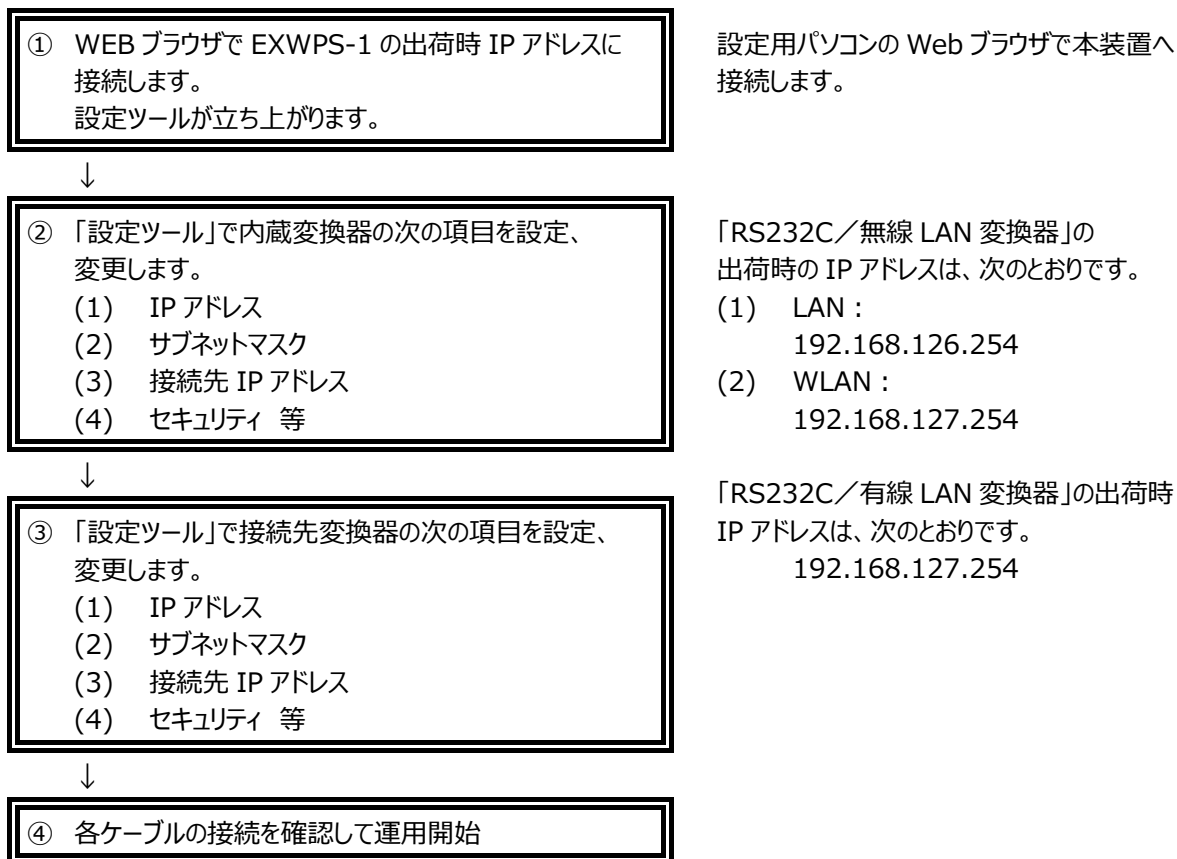 ① WEB ブラウザで EXWPS-1 の出荷時 IP アドレスに
接続します。
設定ツールが立ち上がります。
設定用パソコンの Web ブラウザで本装置へ
接続します。
↓
② 「設定ツール」で内蔵変換器の次の項目を設定、
変更します。
(1) IP アドレス
(2) サブネットマスク
(3) 接続先 IP アドレス
(4) セキュリティ 等
「RS232C／無線 LAN 変換器」の
出荷時の IP アドレスは、次のとおりです。
(1) LAN：
192.168.126.254
(2) WLAN：
192.168.127.254
↓
「RS232C／有線 LAN 変換器」の出荷時
IP アドレスは、次のとおりです。
192.168.127.254
③ 「設定ツール」で接続先変換器の次の項目を設定、
変更します。
(1) IP アドレス
(2) サブネットマスク
(3) 接続先 IP アドレス
(4) セキュリティ 等
↓
④ 各ケーブルの接続を確認して運用開始